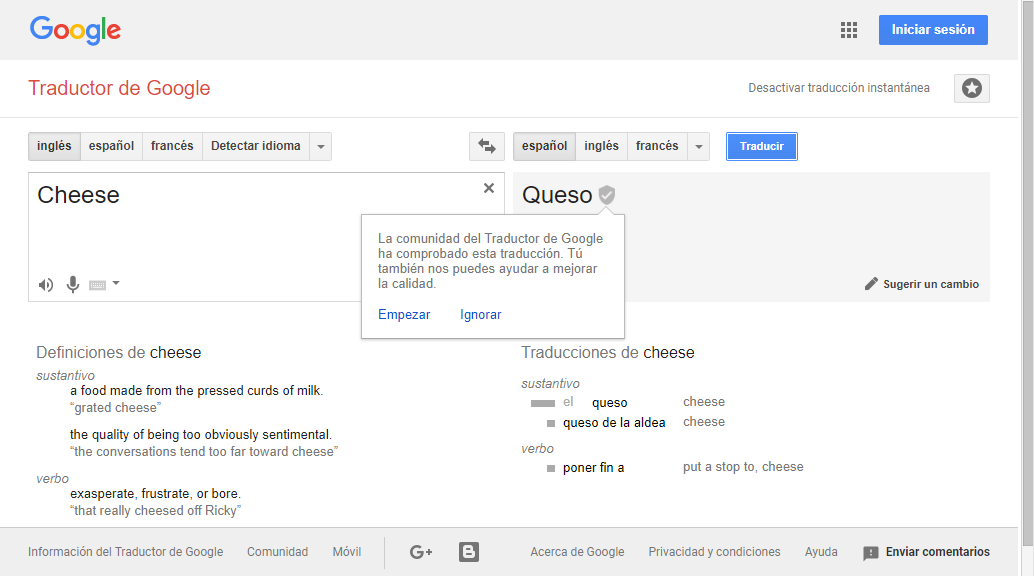 Google
Iniciar sesión
Traductor de Google
Desactivar traducción instantánea
inglés español francés Detectar idioma
español inglés francés Traducir
Cheese
Queso
La comunidad del Traductor de Google
ha comprobado esta traducción. Tú
también nos puedes ayudar a mejorar
la calidad.
Empezar Ignorar
Sugerir un cambio
Definiciones de cheese
sustantivo
a food made from the pressed curds of milk.
“grated cheese”
the quality of being too obviously sentimental.
“the conversations tend too far toward cheese”
verbo
exasperate, frustrate, or bore.
“that really cheesed off Ricky”
Traducciones de cheese
sustantivo
el queso cheese
queso de la aldea cheese
verbo
poner fin a put a stop to, cheese
Información del Traductor de Google Comunidad Móvil G+ B Acerca de Google Privacidad y condiciones Ayuda Enviar comentarios